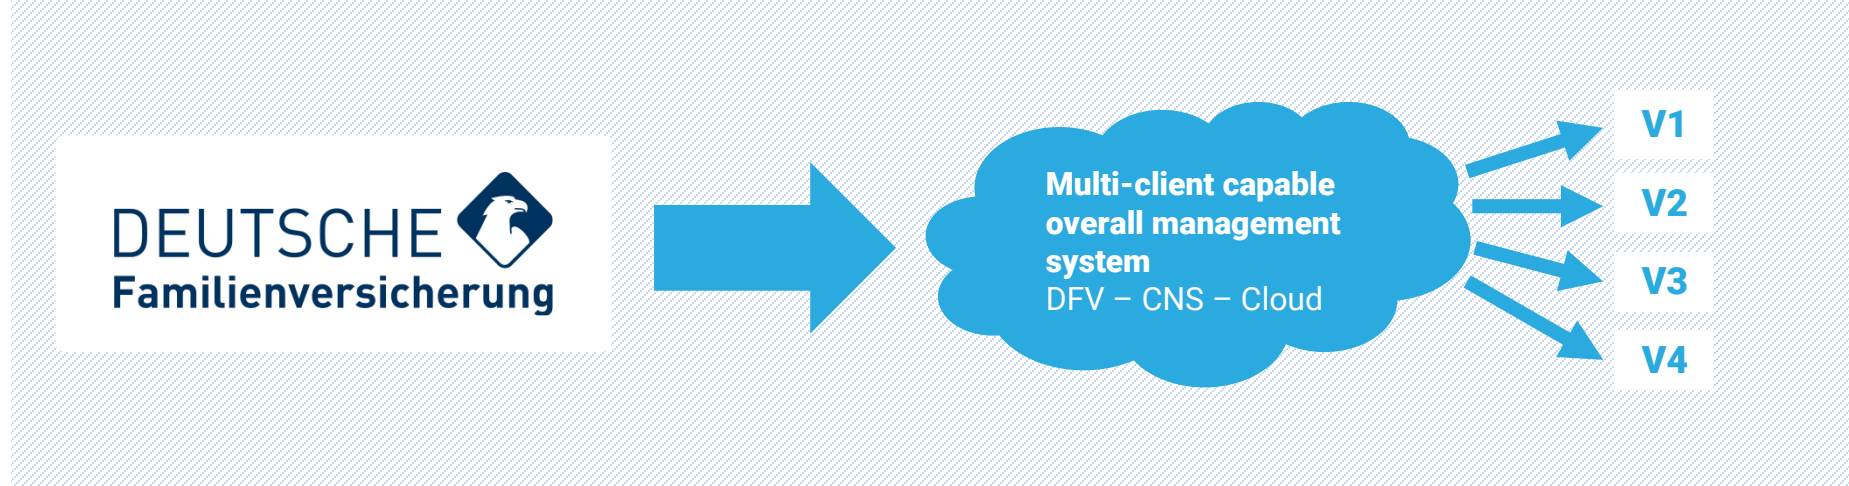 DEUTSCHE
Familienversicherung
Multi-client capable
overall management
system
DFV – CNS – Cloud
V1
V2
V3
V4